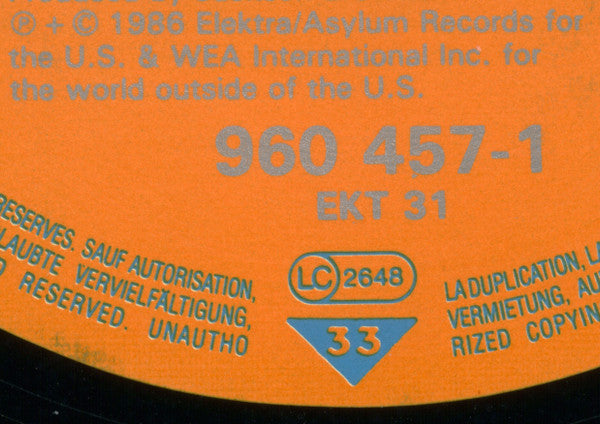 ℗ + © 1986 Elektra/Asylum Records for
the U.S. & WEA International Inc. for
the world outside of the U.S.
960 457-1
EKT 31
RESERVES. SAUF AUTORISATION,
LAUBTE VERVIELFÄLTIGUNG,
D RESERVED. UNAUTHO
LC 2648
33
LA DUPLICATION, LA
VERMIETUNG, AU
RIZED COPYIN